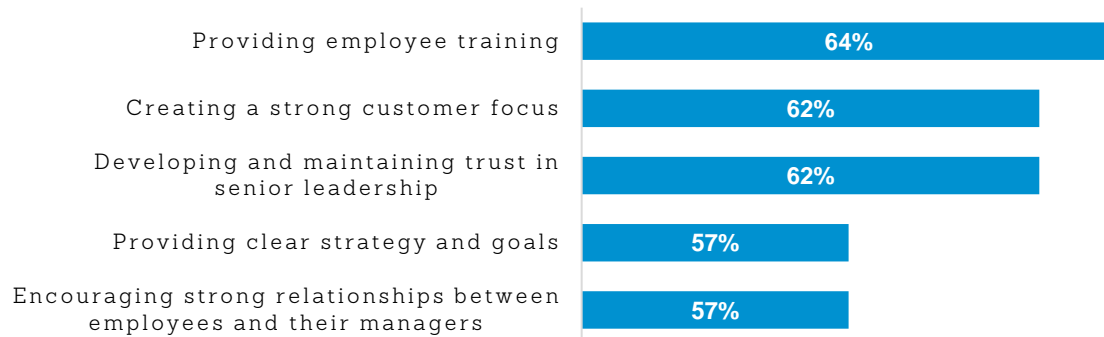 Providing employee training
64%
Creating a strong customer focus
62%
Developing and maintaining trust in
senior leadership
62%
Providing clear strategy and goals
57%
Encouraging strong relationships between
employees and their managers
57%